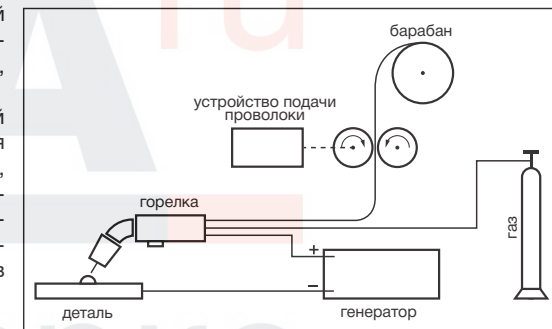 барабан
устройство подачи
проволоки
горелка
газ
+
−
деталь
генератор